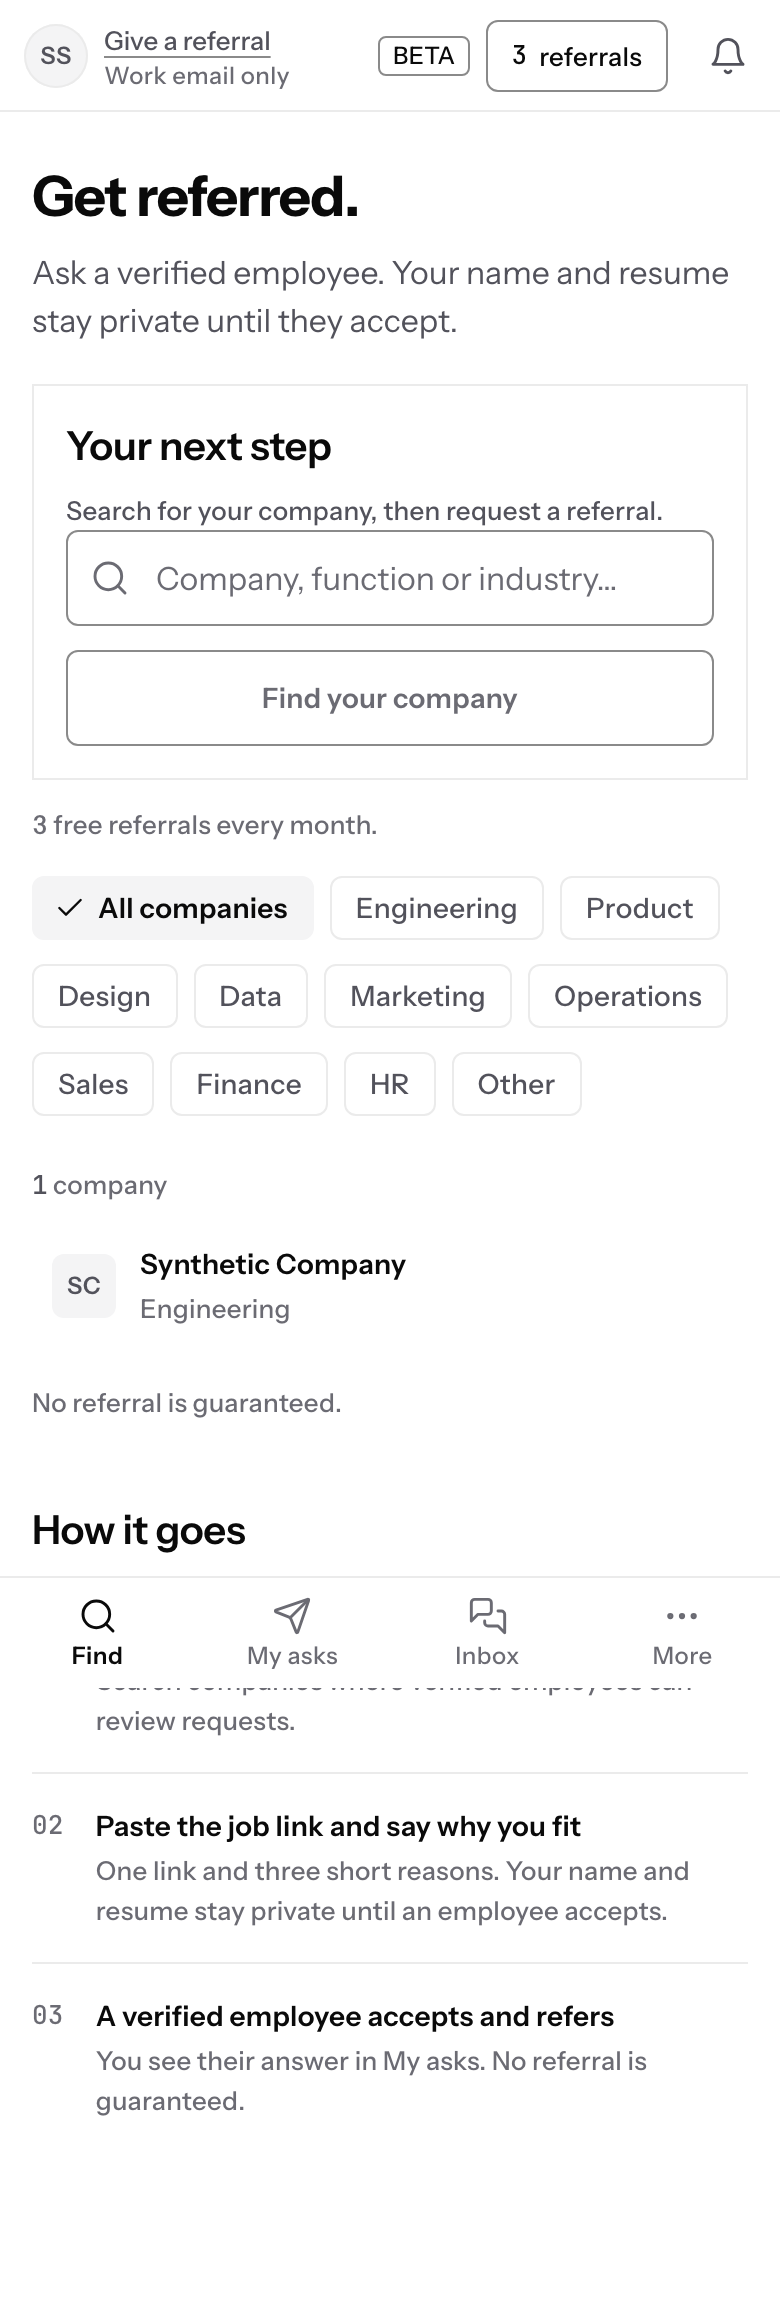 SS
Give a referral
Work email only
BETA
3 referrals
Get referred.
Ask a verified employee. Your name and resume
stay private until they accept.
Your next step
Search for your company, then request a referral.
Company, function or industry...
Find your company
3 free referrals every month.
All companies
Engineering
Product
Design
Data
Marketing
Operations
Sales
Finance
HR
Other
1 company
SC
Synthetic Company
Engineering
No referral is guaranteed.
How it goes
Find
My asks
Inbox
More
Search companies where verified employees can
review requests.
02
Paste the job link and say why you fit
One link and three short reasons. Your name and
resume stay private until an employee accepts.
03
A verified employee accepts and refers
You see their answer in My asks. No referral is
guaranteed.